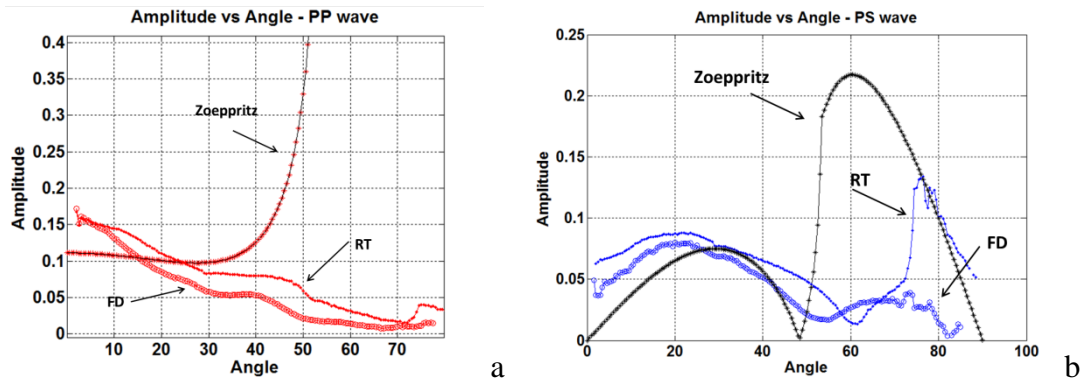 Amplitude vs Angle - PP wave
0.4
0.35
0.3
0.25
0.2
0.15
0.1
0.05
0
10 20 30 40 50 60 70
Amplitude
Angle
Zoeppritz
RT
FD
a
Amplitude vs Angle - PS wave
0.25
0.2
0.15
0.1
0.05
0
0 20 40 60 80 100
Amplitude
Angle
Zoeppritz
RT
FD
b